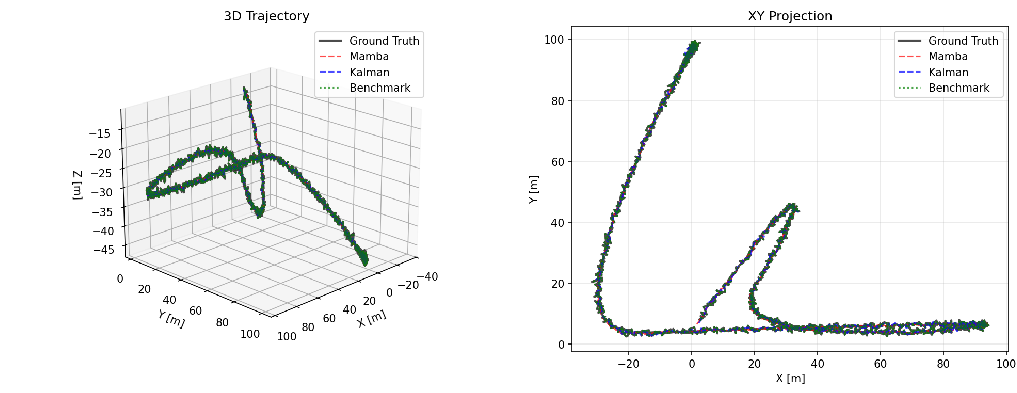 3D Trajectory
Ground Truth
Mamba
Kalman
Benchmark
−15
−20
−25
−30
−35
−40
−45
Z [m]
0
20
40
60
80
100
Y [m]
100
80
60
40
20
0
−20
−40
X [m]
XY Projection
Ground Truth
Mamba
Kalman
Benchmark
100
80
60
40
20
0
Y [m]
−20
0
20
40
60
80
100
X [m]